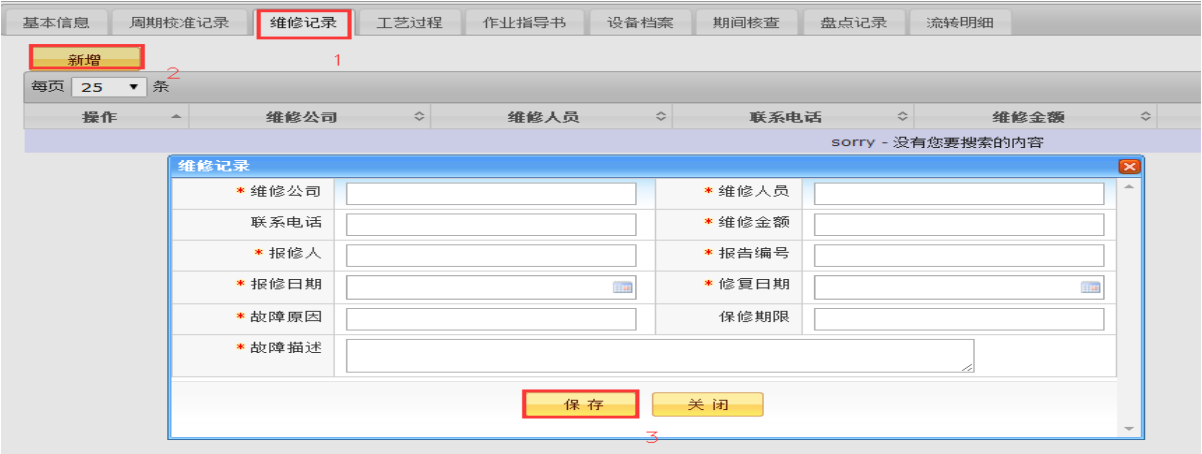 基本信息 周期校准记录 维修记录 工艺过程 作业指导书 设备档案 期间核查 盘点记录 流转明细
新增 1
2
每页 25 条
操作 维修公司 维修人员 联系电话 维修金额
sorry - 没有您要搜索的内容
维修记录
* 维修公司 * 维修人员
联系电话 * 维修金额
* 报修人 * 报告编号
* 报修日期 * 修复日期
* 故障原因 保修期限
* 故障描述
保存 关闭
3